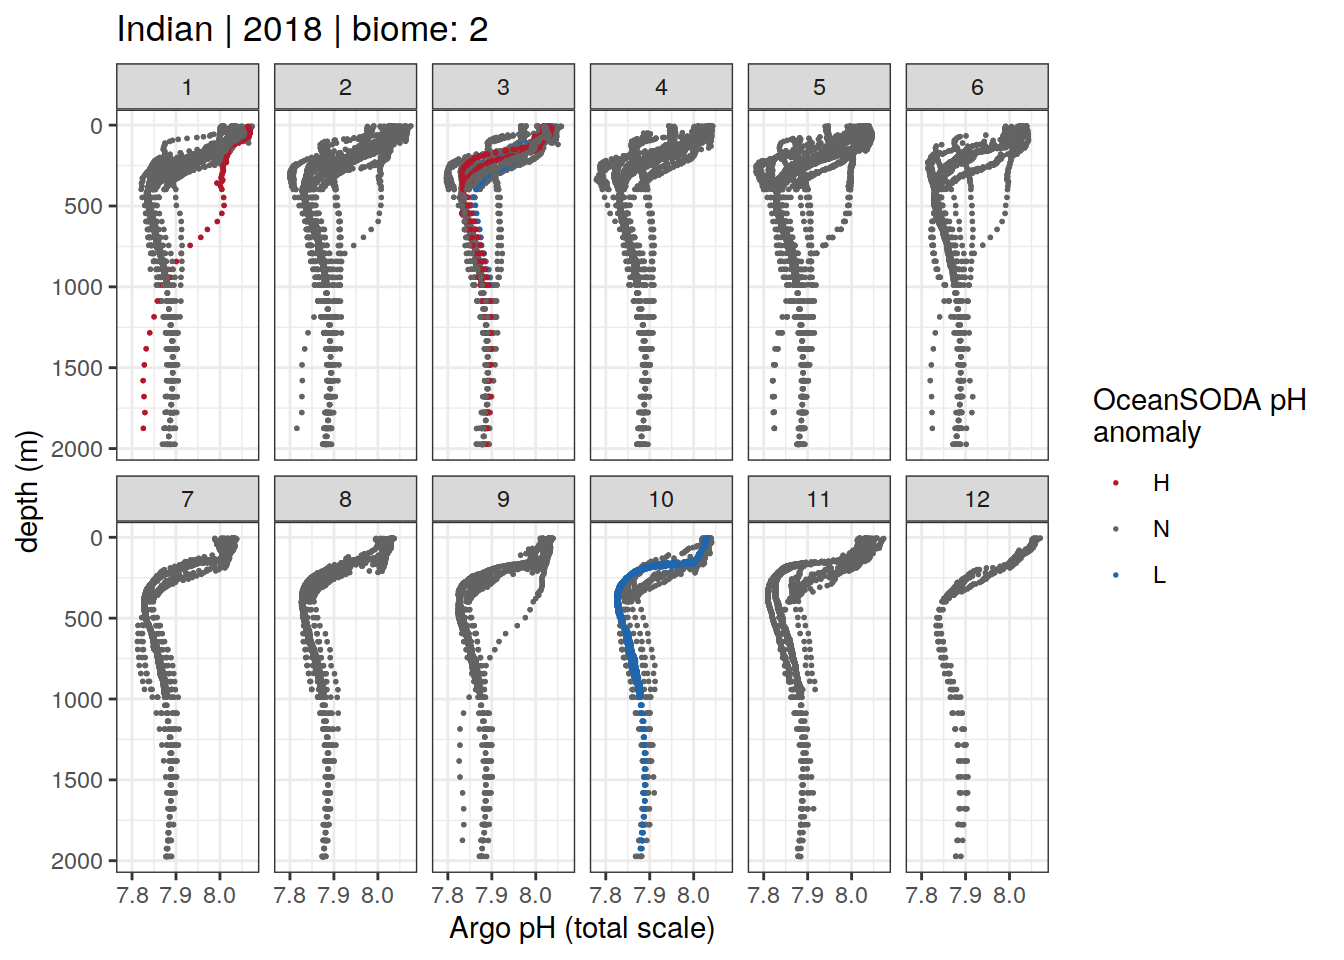 Indian | 2018 | biome: 2
1 2 3 4 5 6
0
500
1000
1500
2000
7 8 9 10 11 12
0
500
1000
1500
2000
7.8 7.9 8.0 7.8 7.9 8.0 7.8 7.9 8.0 7.8 7.9 8.0 7.8 7.9 8.0 7.8 7.9 8.0
Argo pH (total scale)
depth (m)
OceanSODA pH
anomaly
H
N
L